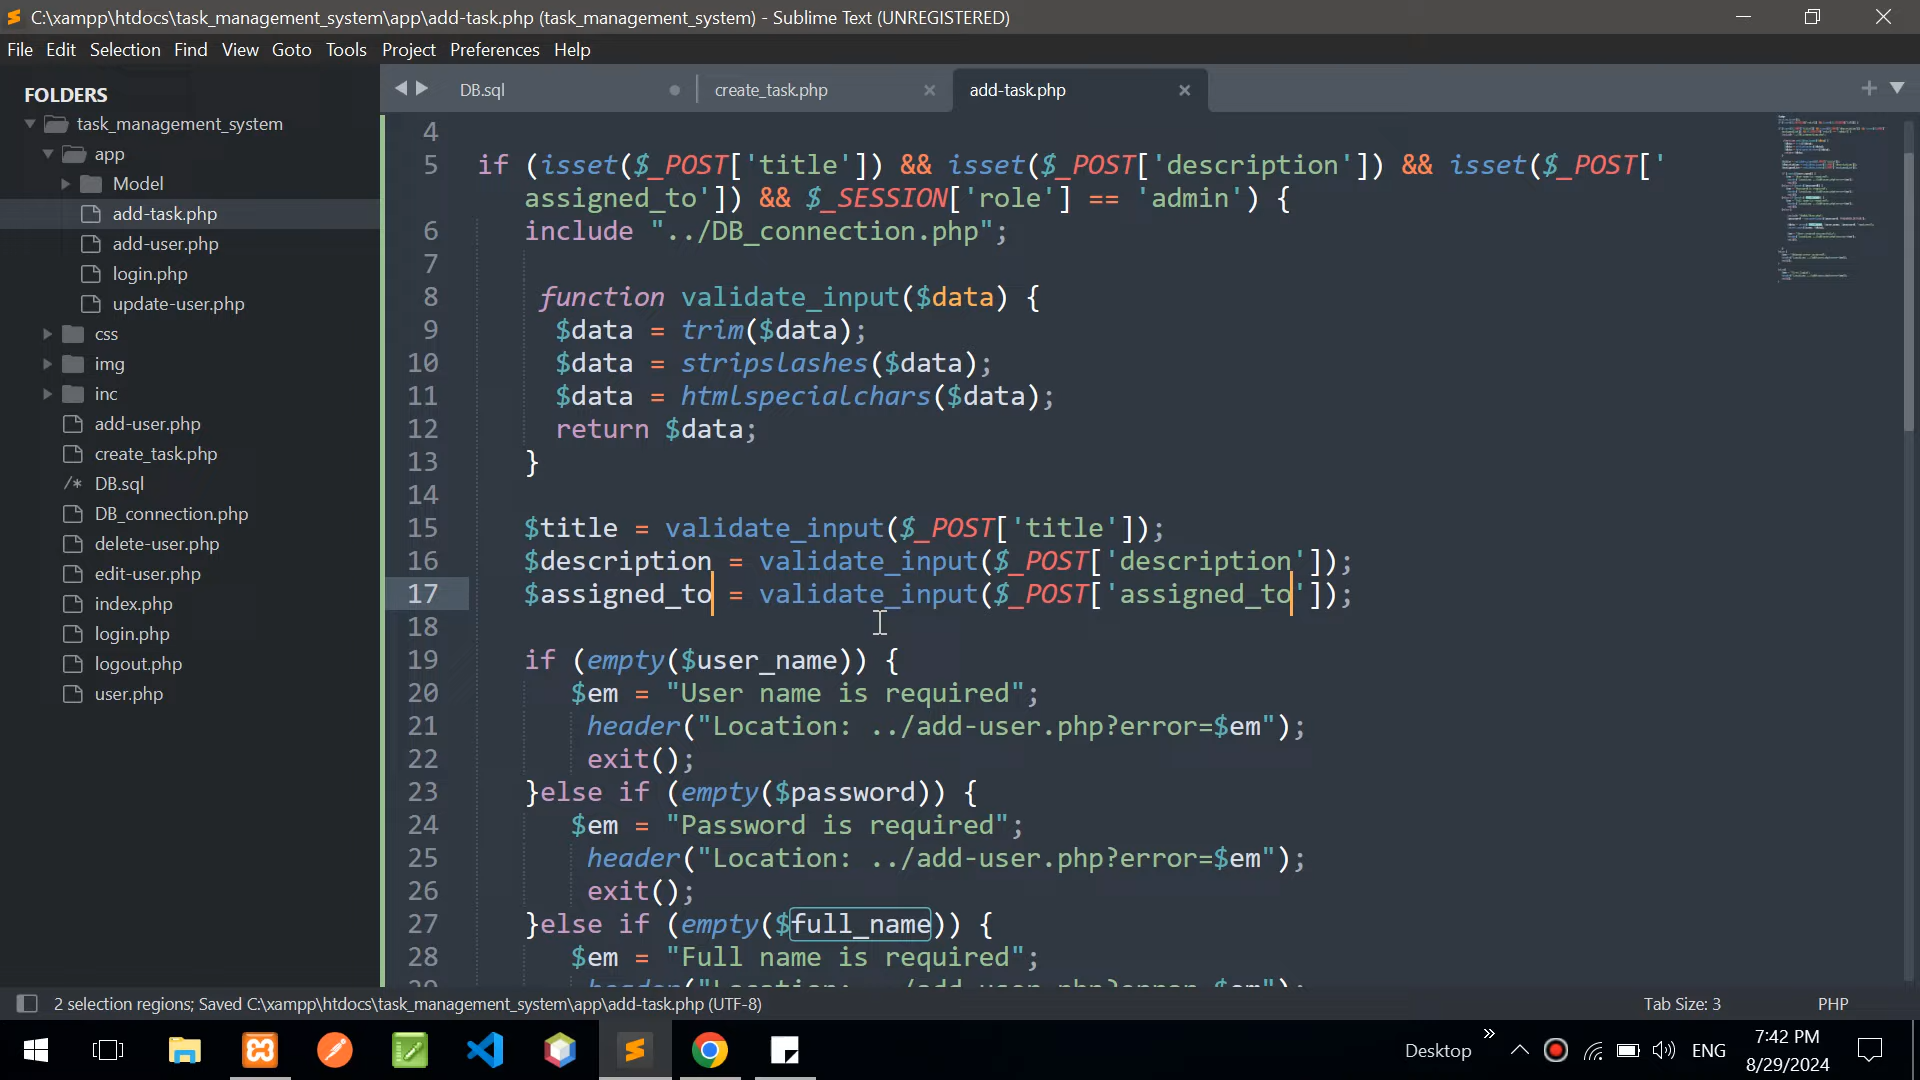 C:\xampp\htdocs\task_management_system\app\add-task.php (task_management_system) - Sublime Text (UNREGISTERED)
File Edit Selection Find View Goto Tools Project Preferences Help
FOLDERS
task_management_system
app
Model
add-task.php
add-user.php
login.php
update-user.php
css
img
inc
add-user.php
create_task.php
/* DB.sql
DB_connection.php
delete-user.php
edit-user.php
index.php
login.php
logout.php
user.php
DB.sql create_task.php add-task.php
4
5 if (isset($_POST['title']) && isset($_POST['description']) && isset($_POST['
assigned_to']) && $_SESSION['role'] == 'admin') {
6 include "../DB_connection.php";
7
8 function validate_input($data) {
9 $data = trim($data);
10 $data = stripslashes($data);
11 $data = htmlspecialchars($data);
12 return $data;
13 }
14
15 $title = validate_input($_POST['title']);
16 $description = validate_input($_POST['description']);
17 $assigned_to = validate_input($_POST['assigned_to']);
18
19 if (empty($user_name)) {
20 $em = "User name is required";
21 header("Location: ../add-user.php?error=$em");
22 exit();
23 }else if (empty($password)) {
24 $em = "Password is required";
25 header("Location: ../add-user.php?error=$em");
26 exit();
27 }else if (empty($full_name)) {
28 $em = "Full name is required";
2 selection regions; Saved C:\xampp\htdocs\task_management_system\app\add-task.php (UTF-8) Tab Size: 3 PHP
Desktop ENG 7:42 PM
8/29/2024